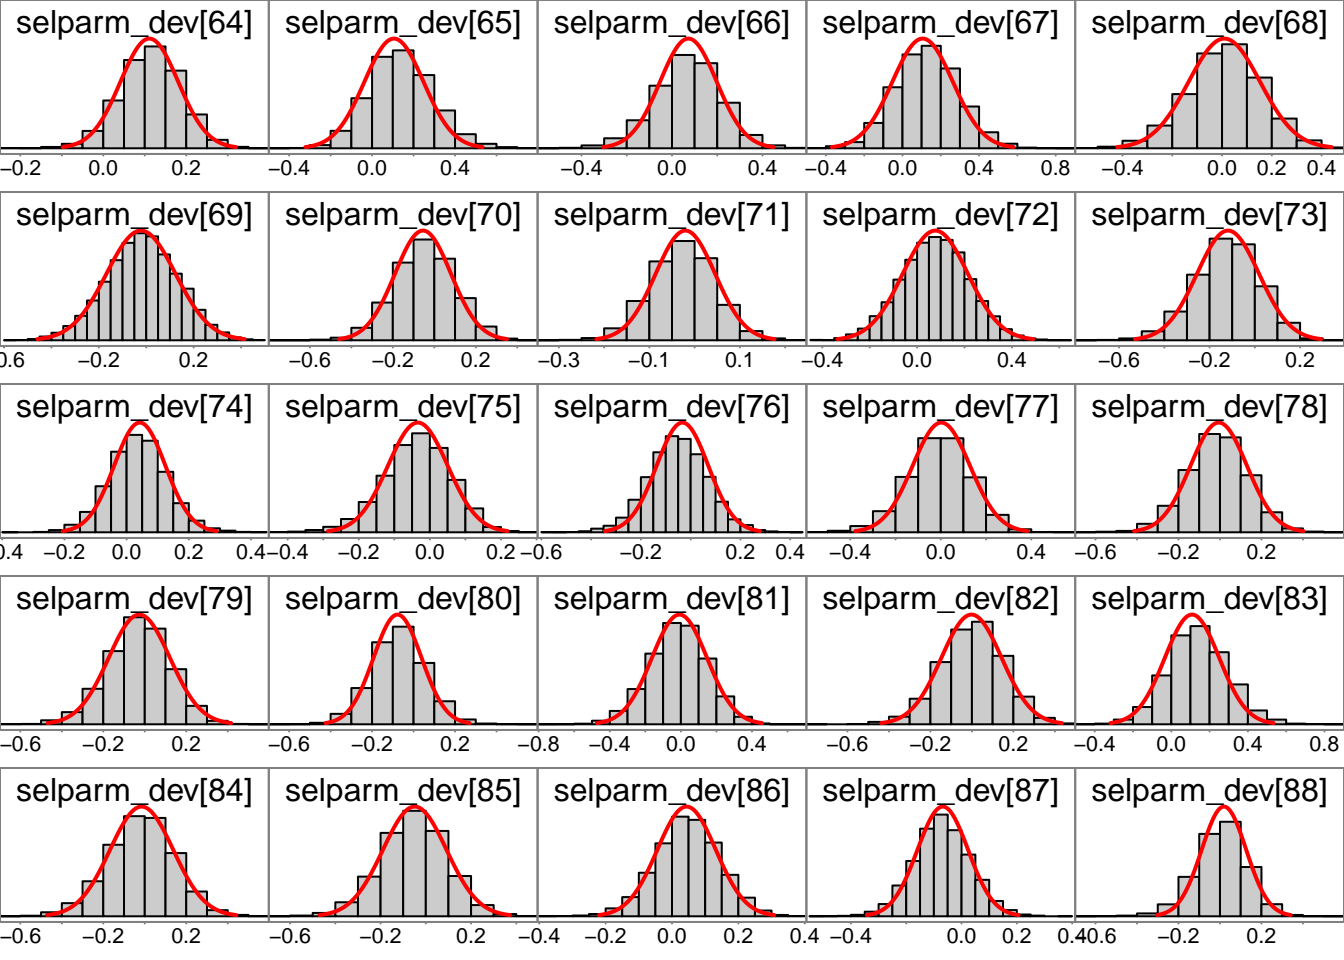 selparm_dev[64] selparm_dev[65] selparm_dev[66] selparm_dev[67] selparm_dev[68]
−0.2 0.0 0.2 −0.4 0.0 0.4 −0.4 0.0 0.4 −0.4 0.0 0.4 0.8 −0.4 0.0 0.2 0.4
selparm_dev[69] selparm_dev[70] selparm_dev[71] selparm_dev[72] selparm_dev[73]
0.6 −0.2 0.2 −0.6 −0.2 0.2 −0.3 −0.1 0.1 −0.4 0.0 0.4 −0.6 −0.2 0.2
selparm_dev[74] selparm_dev[75] selparm_dev[76] selparm_dev[77] selparm_dev[78]
0.4 −0.2 0.0 0.2 0.4 −0.4 −0.2 0.0 0.2 −0.6 −0.2 0.2 0.4 −0.4 0.0 0.4 −0.6 −0.2 0.2
selparm_dev[79] selparm_dev[80] selparm_dev[81] selparm_dev[82] selparm_dev[83]
−0.6 −0.2 0.2 −0.6 −0.2 0.2 −0.8 −0.4 0.0 0.4 −0.6 −0.2 0.2 −0.4 0.0 0.4 0.8
selparm_dev[84] selparm_dev[85] selparm_dev[86] selparm_dev[87] selparm_dev[88]
−0.6 −0.2 0.2 −0.6 −0.2 0.2 −0.4 0.0 0.2 0.4 −0.4 0.0 0.4 −0.6 −0.2 0.2